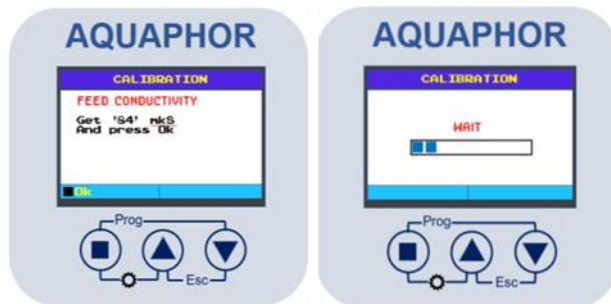 AQUAPHOR
CALIBRATION
FEED CONDUCTIVITY
Get '84' mkS
And press Ok
Ok
Prog
Esc
AQUAPHOR
CALIBRATION
WAIT
Prog
Esc